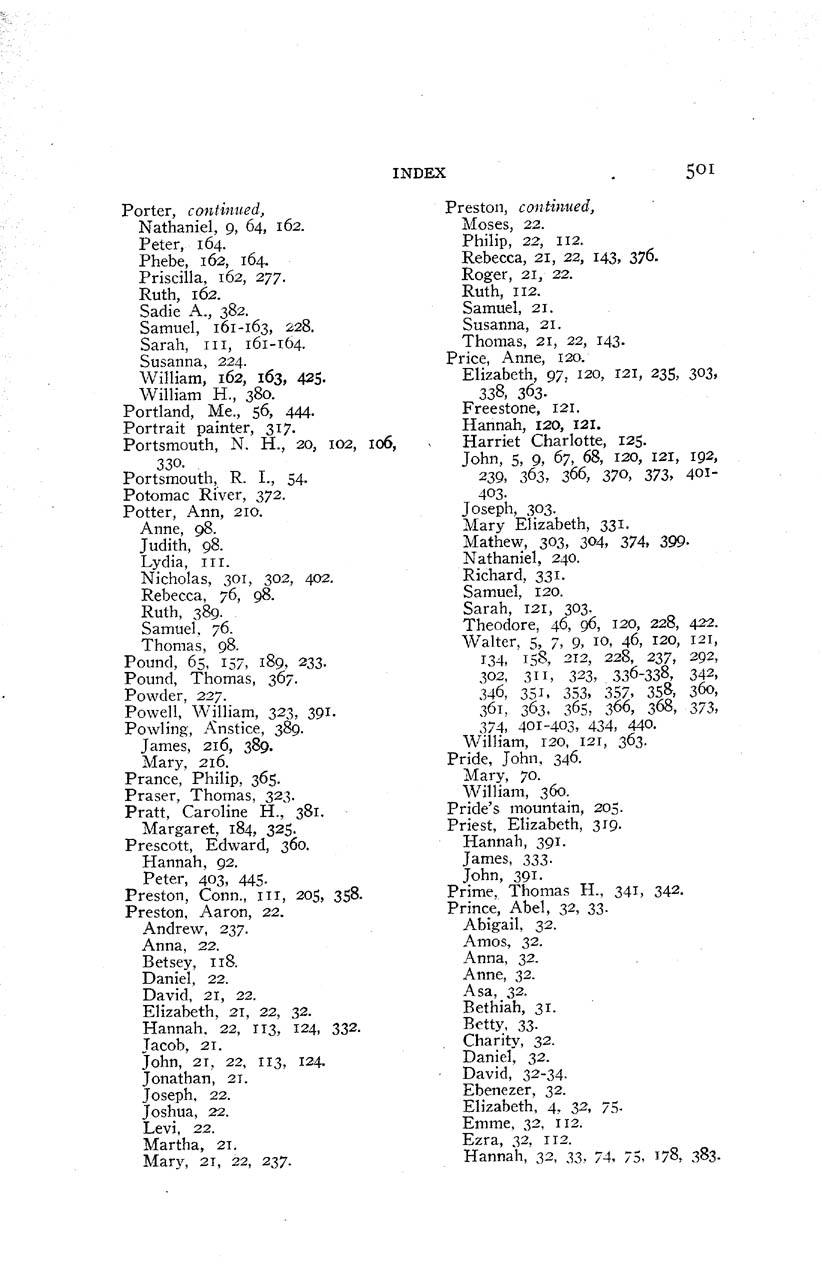 INDEX 501
Porter, continued,
Nathaniel, 9, 64, 162.
Peter, 164.
Phebe, 162, 164.
Priscilla, 162, 277.
Ruth, 162.
Sadie A., 382.
Samuel, 161-163, 228.
Sarah, 111, 161-164.
Susanna, 224.
William, 162, 163, 425.
William H., 380.
Portland, Me., 56, 444.
Portrait painter, 317.
Portsmouth, N. H., 20, 102, 106,
330.
Portsmouth, R. I., 54.
Potomac River, 372.
Potter, Ann, 210.
Anne, 98.
Judith, 98.
Lydia, 111.
Nicholas, 301, 302, 402.
Rebecca, 76, 98.
Ruth, 389.
Samuel, 76.
Thomas, 98.
Pound, 65, 157, 189, 233.
Pound, Thomas, 367.
Powder, 227.
Powell, William, 323, 391.
Powling, Anstice, 389.
James, 216, 389.
Mary, 216.
Prance, Philip, 365.
Praser, Thomas, 323.
Pratt, Caroline H., 381.
Margaret, 184, 325.
Prescott, Edward, 360.
Hannah, 92.
Peter, 403, 445.
Preston, Conn., 111, 205, 358.
Preston, Aaron, 22.
Andrew, 237.
Anna, 22.
Betsey, 118.
Daniel, 22.
David, 21, 22.
Elizabeth, 21, 22, 32.
Hannah, 22, 113, 124, 332.
Jacob, 21.
John, 21, 22, 113, 124.
Jonathan, 21.
Joseph, 22.
Joshua, 22.
Levi, 22.
Martha, 21.
Mary, 21, 22, 237.
Preston, continued,
Moses, 22.
Philip, 22, 112.
Rebecca, 21, 22, 143, 376.
Roger, 21, 22.
Ruth, 112.
Samuel, 21.
Susanna, 21.
Thomas, 21, 22, 143.
Price, Anne, 120.
Elizabeth, 97, 120, 121, 235, 303,
338, 363.
Freestone, 121.
Hannah, 120, 121.
Harriet Charlotte, 125.
John, 5, 9, 67, 68, 120, 121, 192,
239, 363, 366, 370, 373, 401-
403.
Joseph, 303.
Mary Elizabeth, 331.
Mathew, 303, 304, 374, 399.
Nathaniel, 240.
Richard, 331.
Samuel, 120.
Sarah, 121, 303.
Theodore, 46, 96, 120, 228, 422.
Walter, 5, 7, 9, 10, 46, 120, 121,
134, 158, 212, 228, 237, 292,
302, 311, 323, 336-338, 342,
346, 351, 353, 357, 358, 360,
361, 363, 365, 366, 368, 373,
374, 401-403, 434, 440.
William, 120, 121, 363.
Pride, John, 346.
Mary, 70.
William, 360.
Pride's mountain, 205.
Priest, Elizabeth, 319.
Hannah, 391.
James, 333.
John, 391.
Prime, Thomas H., 341, 342.
Prince, Abel, 32, 33.
Abigail, 32.
Amos, 32.
Anna, 32.
Anne, 32.
Asa, 32.
Bethiah, 31.
Betty, 33.
Charity, 32.
Daniel, 32.
David, 32-34.
Ebenezer, 32.
Elizabeth, 4, 32, 75.
Emme, 32, 112.
Ezra, 32, 112.
Hannah, 32, 33, 74, 75, 178, 383.